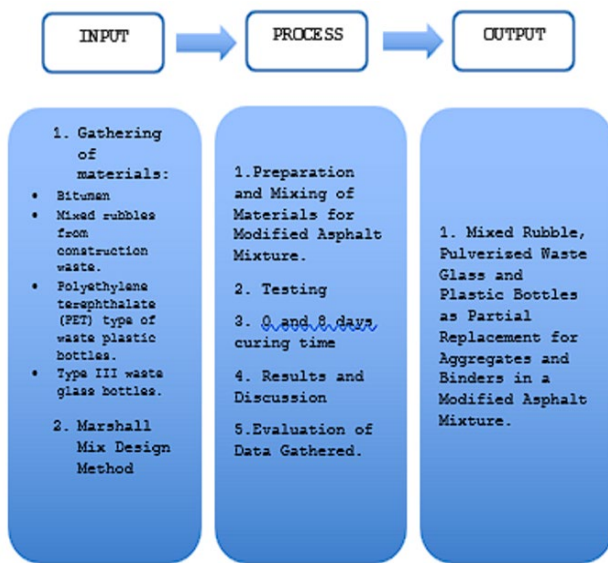 INPUT
PROCESS
OUTPUT
1. Gathering
of
materials:
• Bitumen
• Mixed rubbles
from
construction
waste.
• Polyethylene
terephthalate
(PET) type of
waste plastic
bottles.
• Type III waste
glass bottles.
2. Marshall
Mix Design
Method
1.Preparation
and Mixing of
Materials for
Modified Asphalt
Mixture.
2. Testing
3. 0 and 8 days
curing time
4. Results and
Discussion
5.Evaluation of
Data Gathered.
1. Mixed Rubble,
Pulverized Waste
Glass and
Plastic Bottles
as Partial
Replacement for
Aggregates and
Binders in a
Modified Asphalt
Mixture.